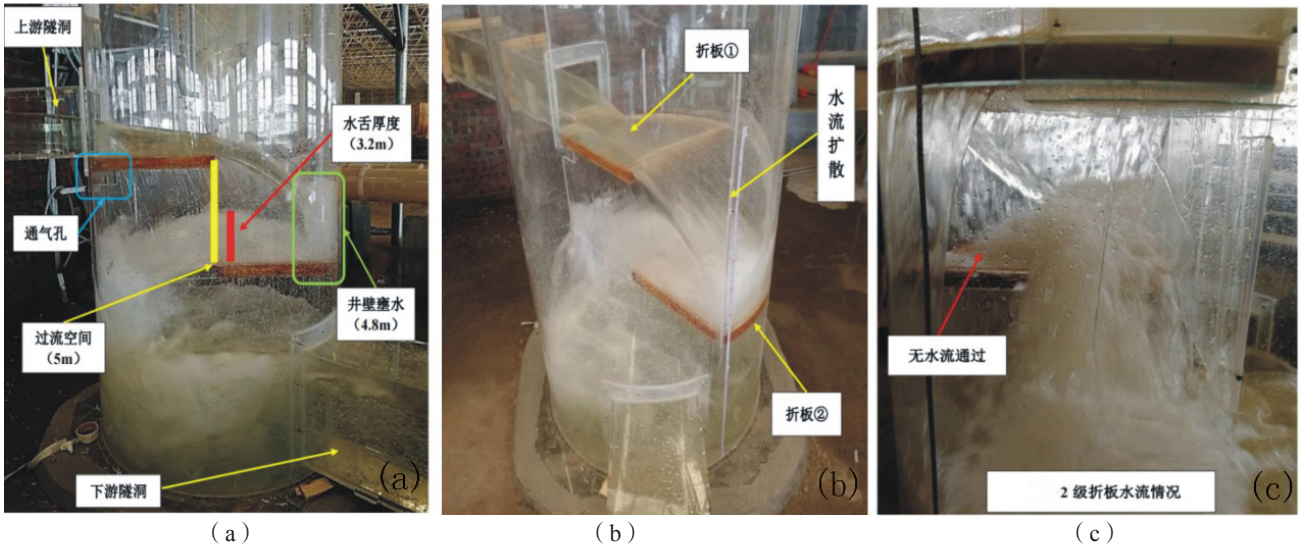 上游隧洞
水舌厚度
（3.2m）
通气孔
过流空间
（5m）
井壁壅水
（4.8m）
下游隧洞
(a)
折板①
水流扩散
折板②
(b)
无水流通过
2 级折板水流情况
(c)
（a）
（b）
（c）